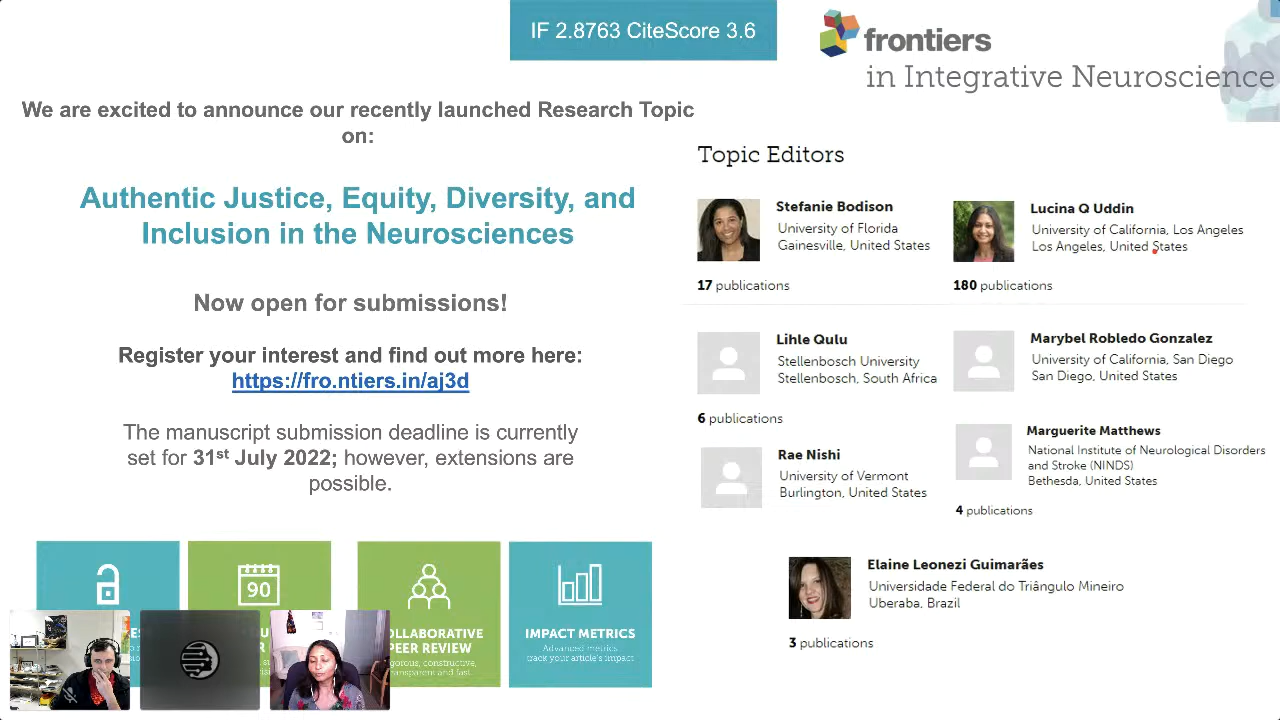 IF 2.8763 CiteScore 3.6
frontiers
in Integrative Neuroscience
We are excited to announce our recently launched Research Topic
on:
Authentic Justice, Equity, Diversity, and
Inclusion in the Neurosciences
Now open for submissions!
Register your interest and find out more here:
https://fro.ntiers.in/aj3d
The manuscript submission deadline is currently
set for 31st July 2022; however, extensions are
possible.
Topic Editors
Stefanie Bodison
University of Florida
Gainesville, United States
17 publications
Lucina Q Uddin
University of California, Los Angeles
Los Angeles, United States
180 publications
Lihle Qulu
Stellenbosch University
Stellenbosch, South Africa
6 publications
Marybel Robledo Gonzalez
University of California, San Diego
San Diego, United States
Rae Nishi
University of Vermont
Burlington, United States
Marguerite Matthews
National Institute of Neurological Disorders
and Stroke (NINDS)
Bethesda, United States
4 publications
Elaine Leonezi Guimarães
Universidade Federal do Triângulo Mineiro
Uberaba, Brazil
3 publications
90
IMPACT METRICS
Advanced metrics
track your article's impact